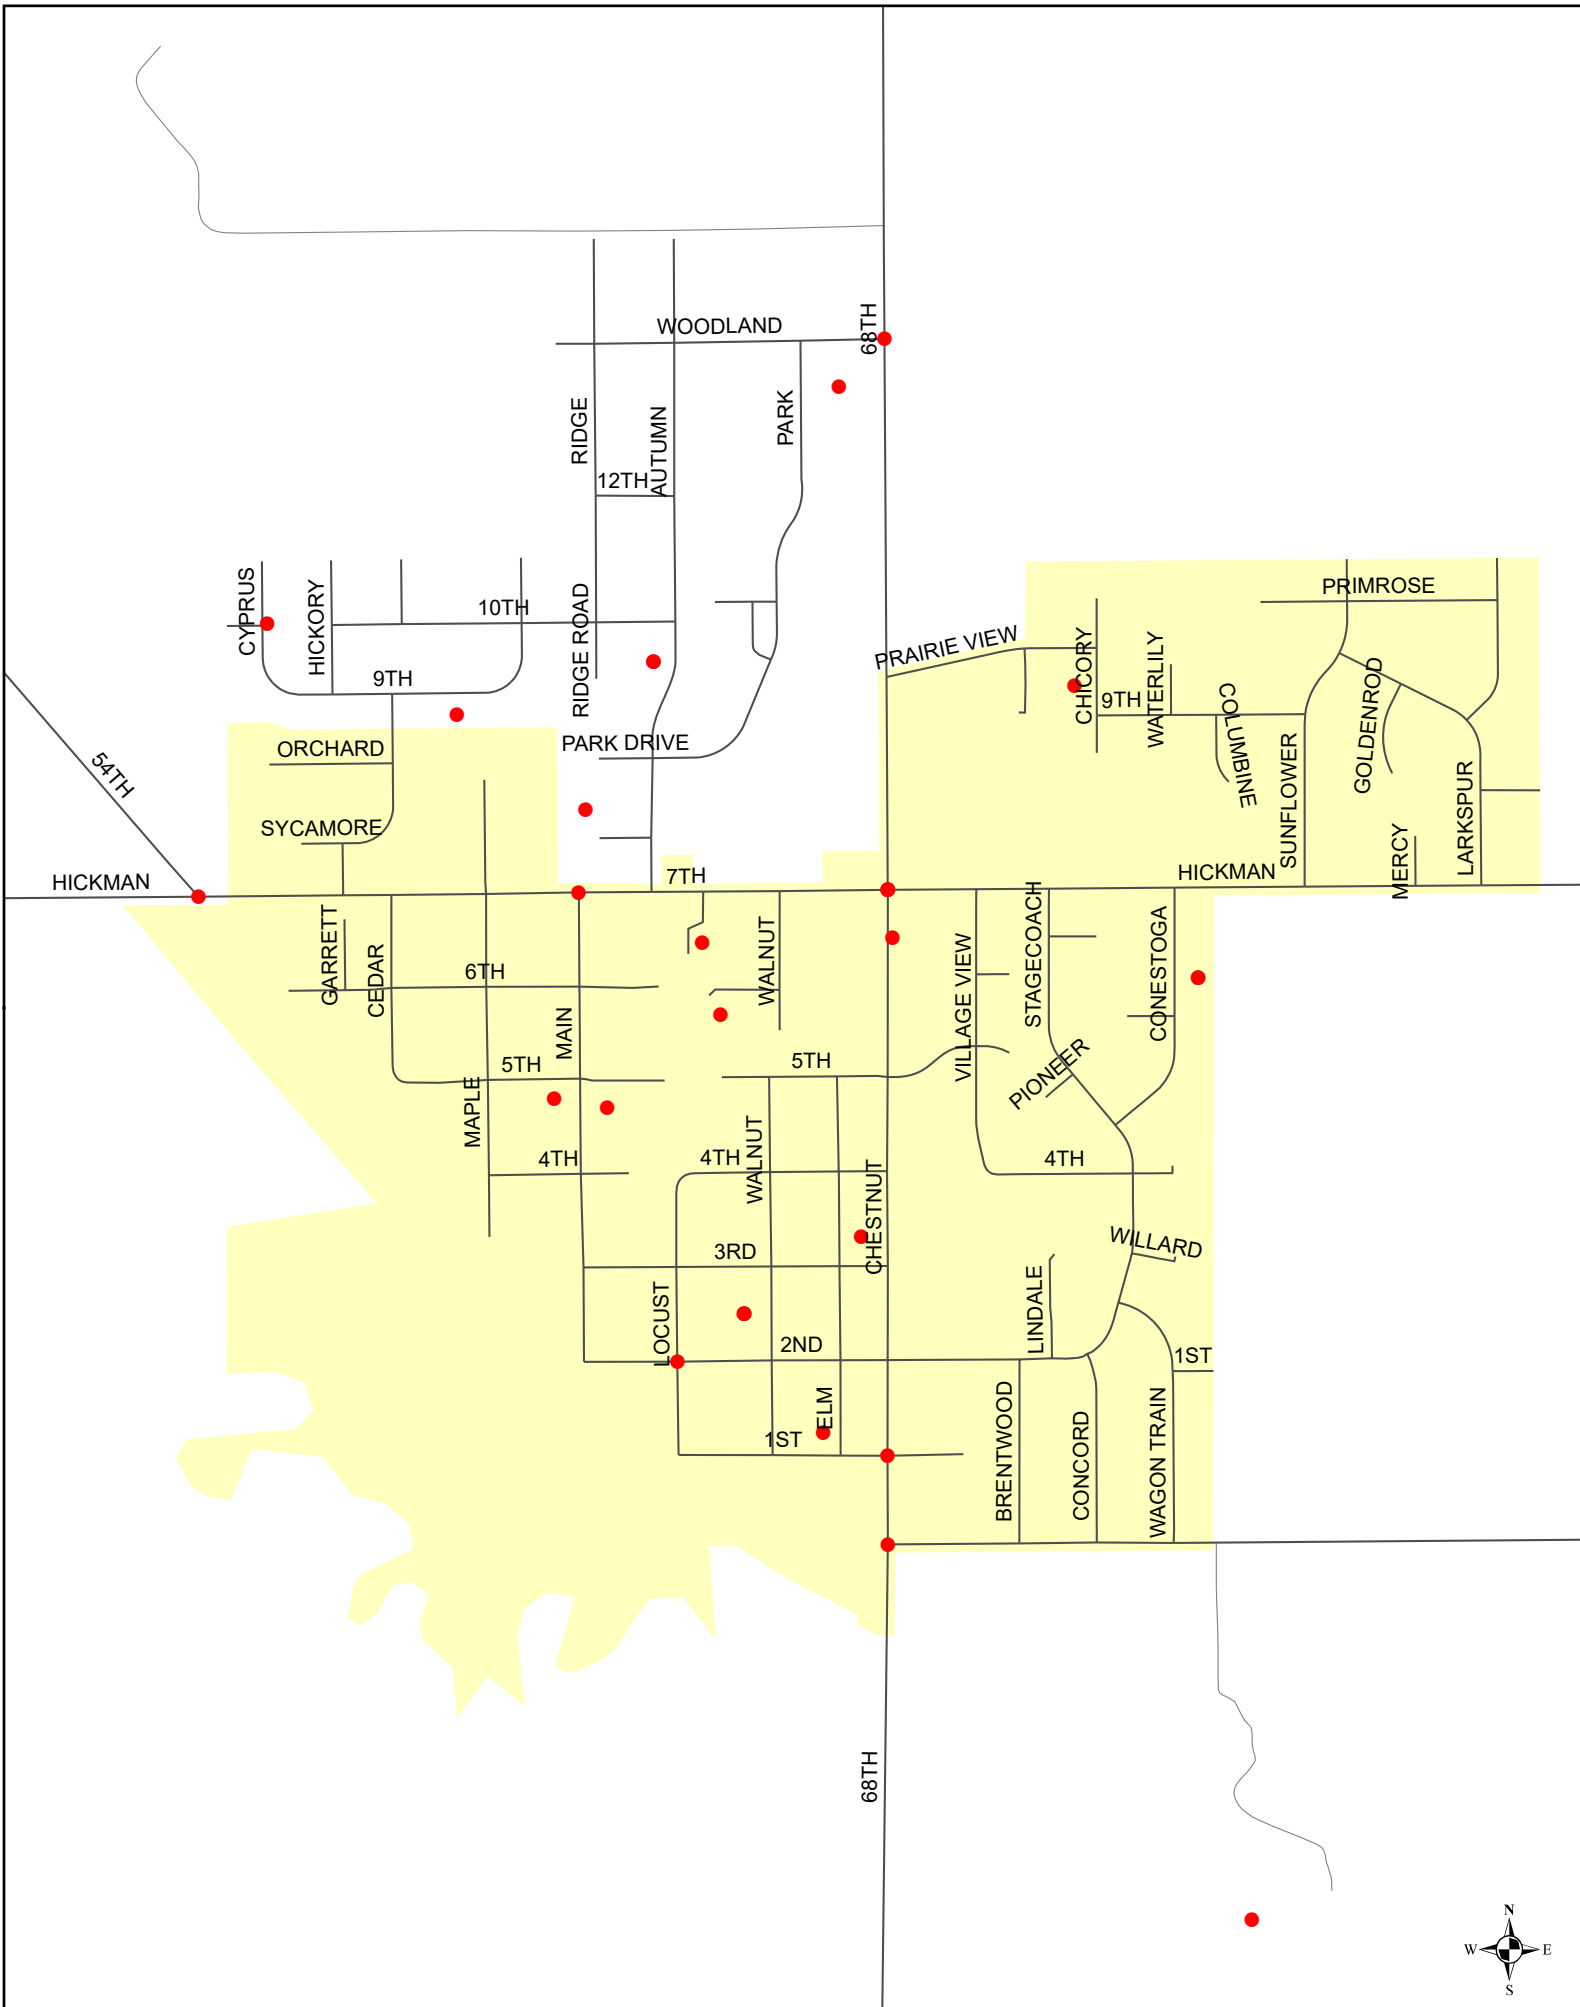 WOODLAND
68TH
RIDGE
AUTUMN
PARK
12TH
CYPRUS
HICKORY
10TH
RIDGE ROAD
9TH
PRIMROSE
PRAIRIE VIEW
CHICORY
WATERLILY
9TH
COLUMBINE
GOLDENROD
SUNFLOWER
LARKSPUR
MERCY
54TH
ORCHARD
PARK DRIVE
SYCAMORE
HICKMAN
7TH
HICKMAN
GARRETT
CEDAR
6TH
WALNUT
VILLAGE VIEW
STAGECOACH
CONESTOGA
MAIN
5TH
5TH
PIONEER
MAPLE
4TH
4TH
WALNUT
4TH
CHESTNUT
3RD
WILLARD
LOCUST
LINDALE
2ND
1ST
ELM
1ST
BRENTWOOD
CONCORD
WAGON TRAIN
68TH
N
W E
S